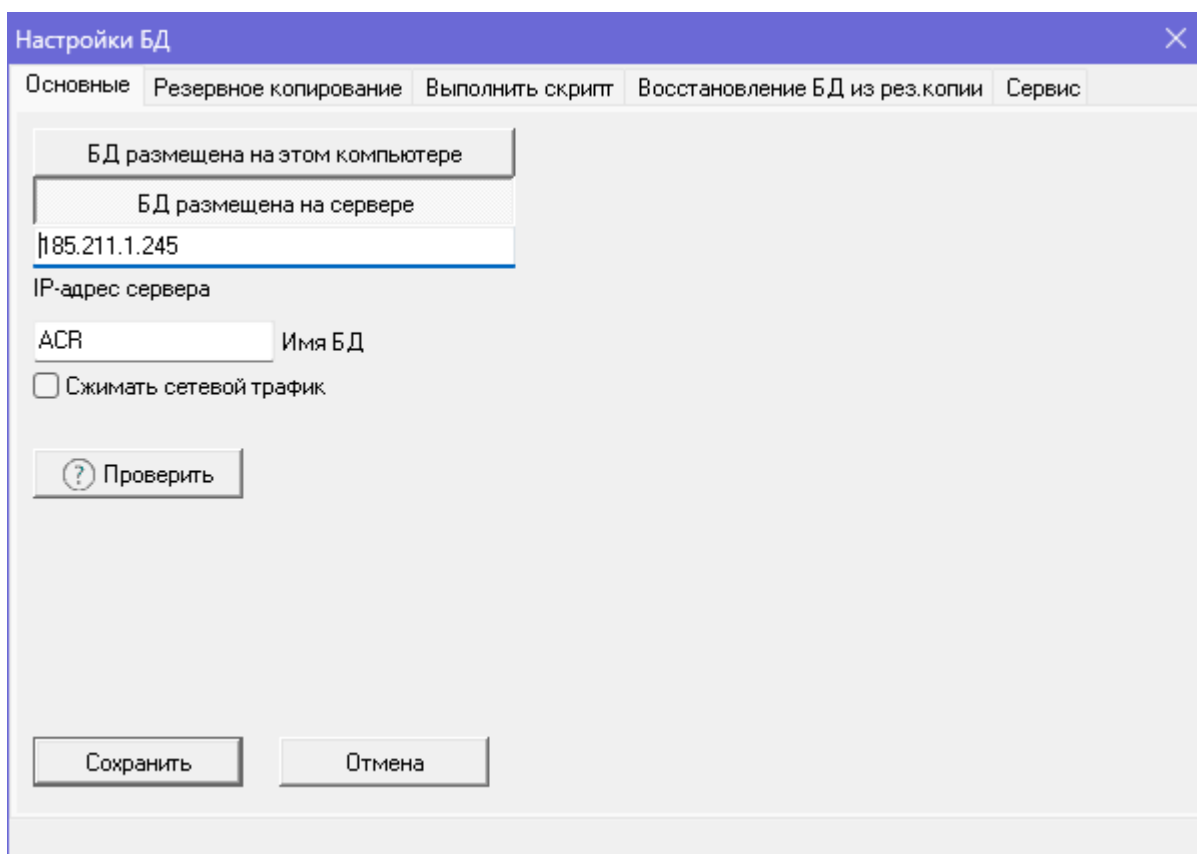 Настройки БД
Основные Резервное копирование Выполнить скрипт Восстановление БД из рез.копии Сервис
БД размещена на этом компьютере
БД размещена на сервере
185.211.1.245
IP-адрес сервера
ACR Имя БД
Сжимать сетевой трафик
? Проверить
Сохранить Отмена